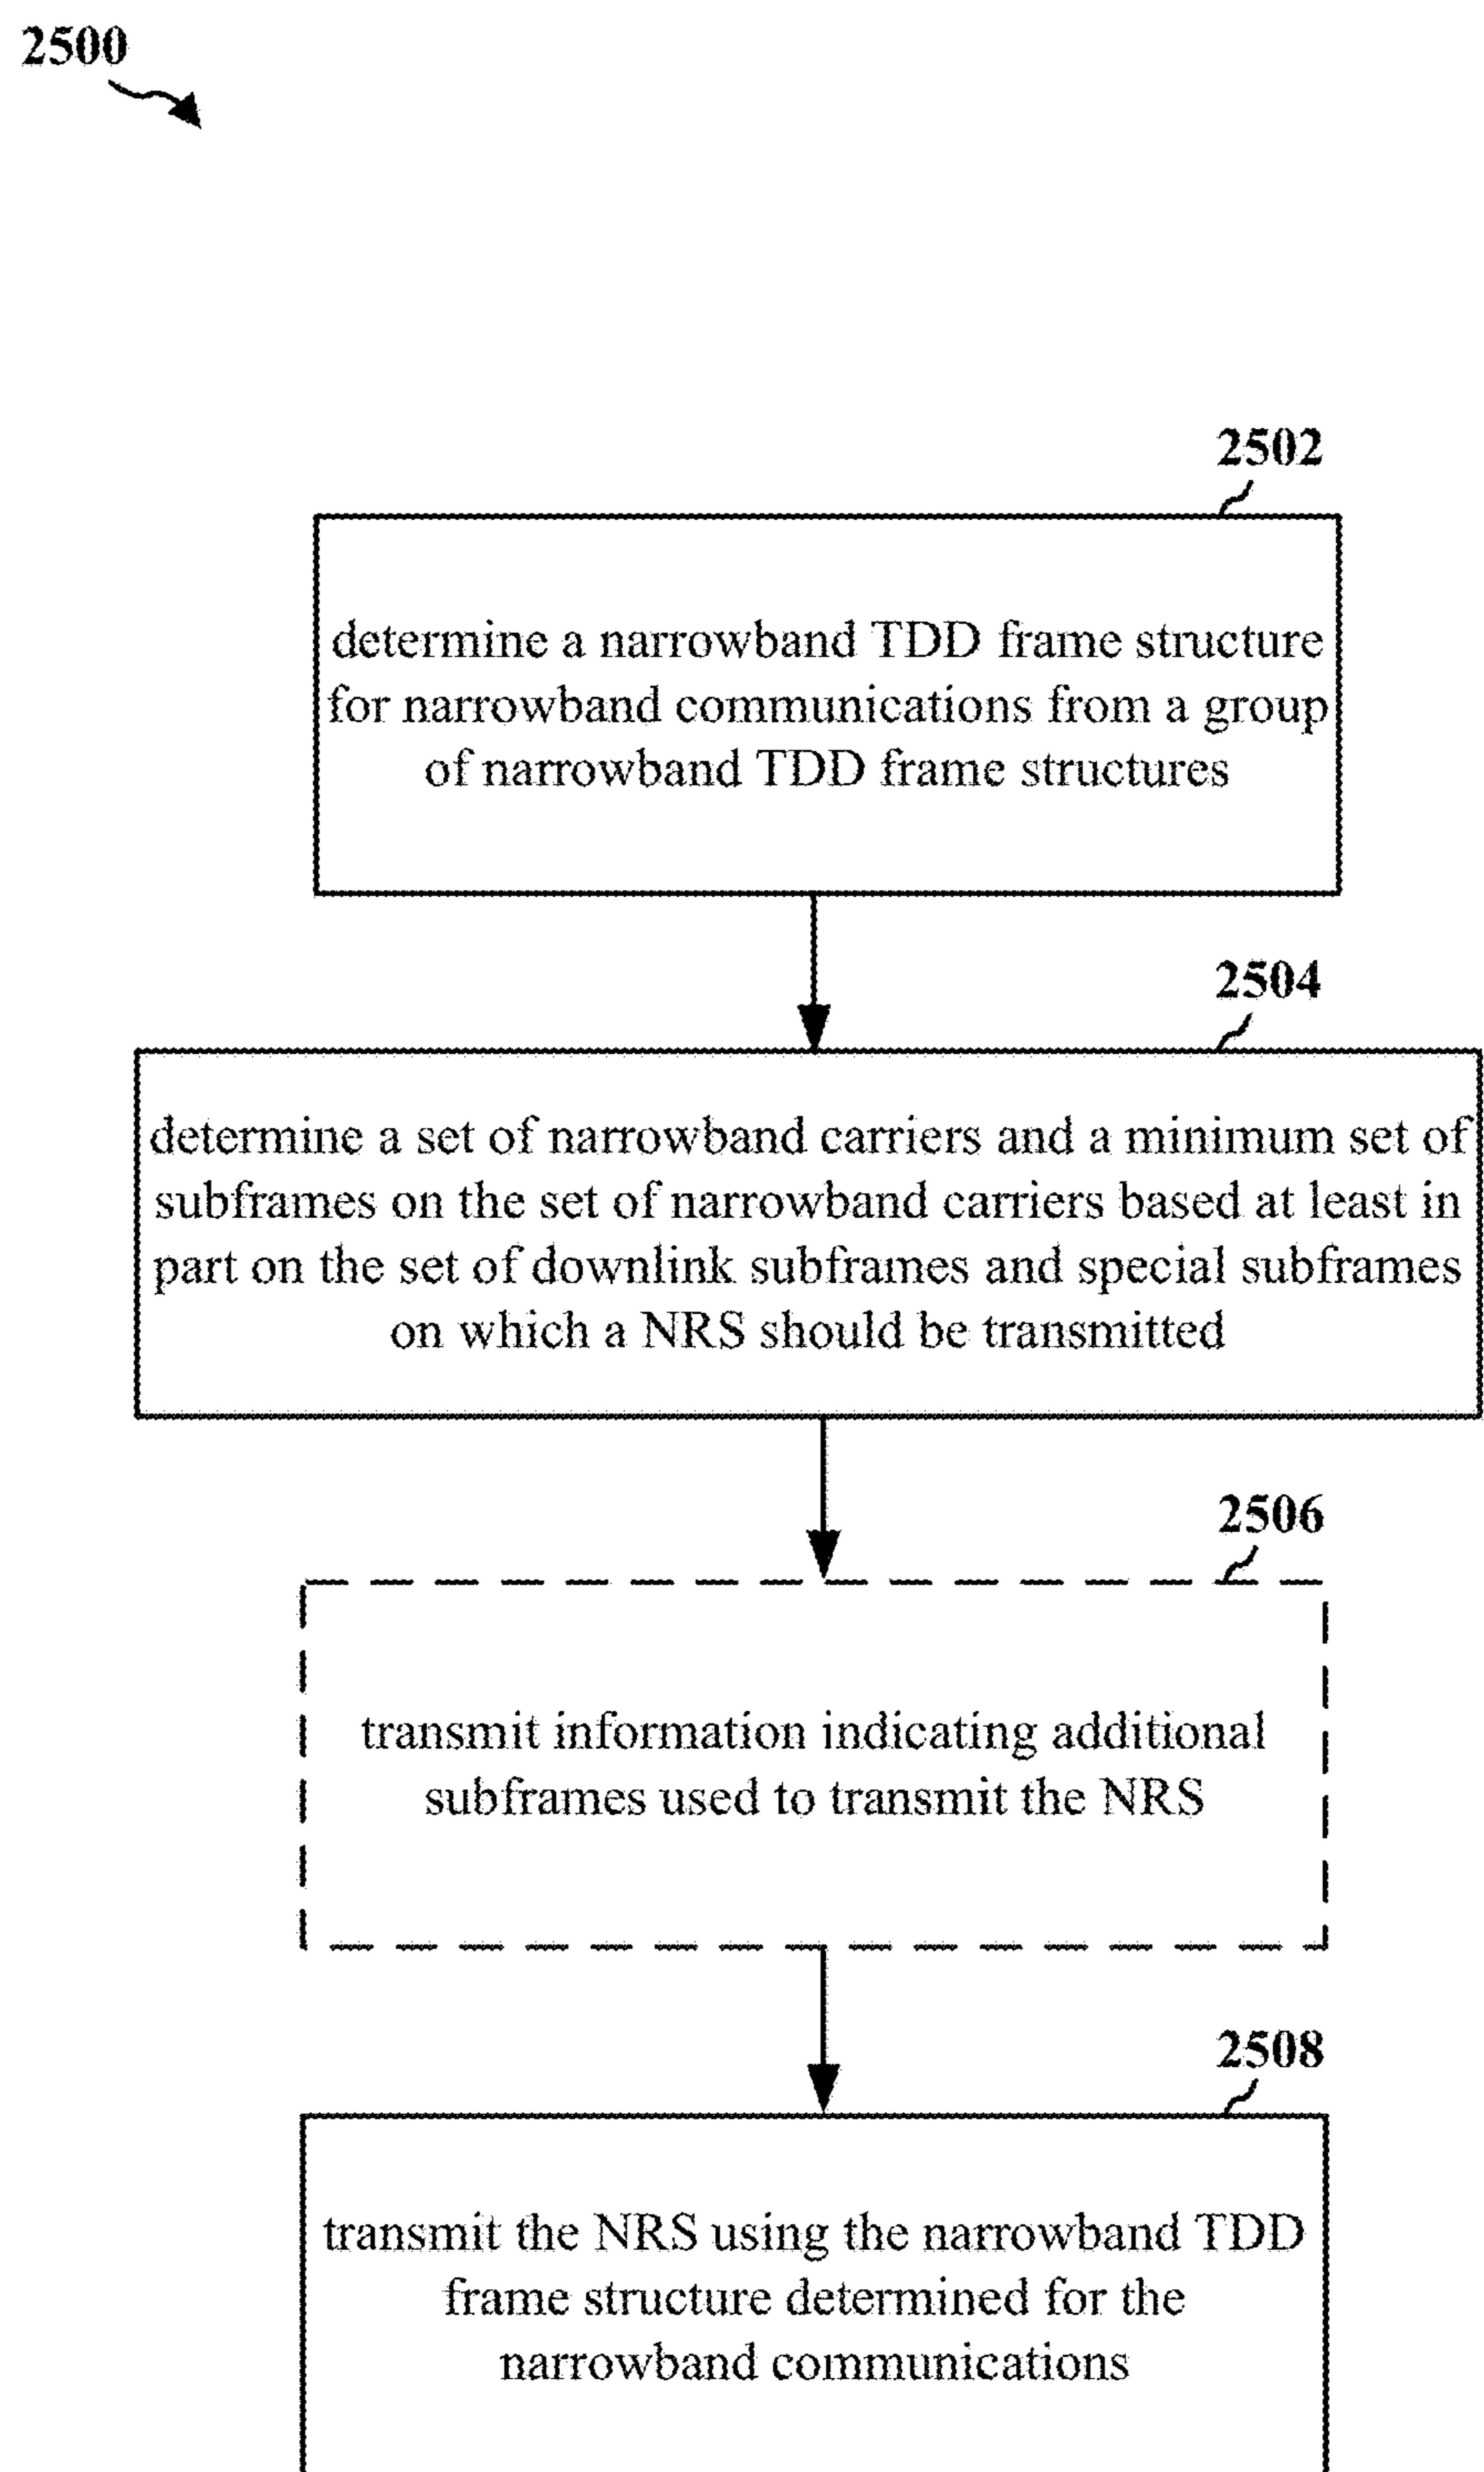 2500
2502
determine a narrowband TDD frame structure
for narrowband communications from a group
of narrowband TDD frame structures
2504
determine a set of narrowband carriers and a minimum set of
subframes on the set of narrowband carriers based at least in
part on the set of downlink subframes and special subframes
on which a NRS should be transmitted
2506
transmit information indicating additional
subframes used to transmit the NRS
2508
transmit the NRS using the narrowband TDD
frame structure determined for the
narrowband communications